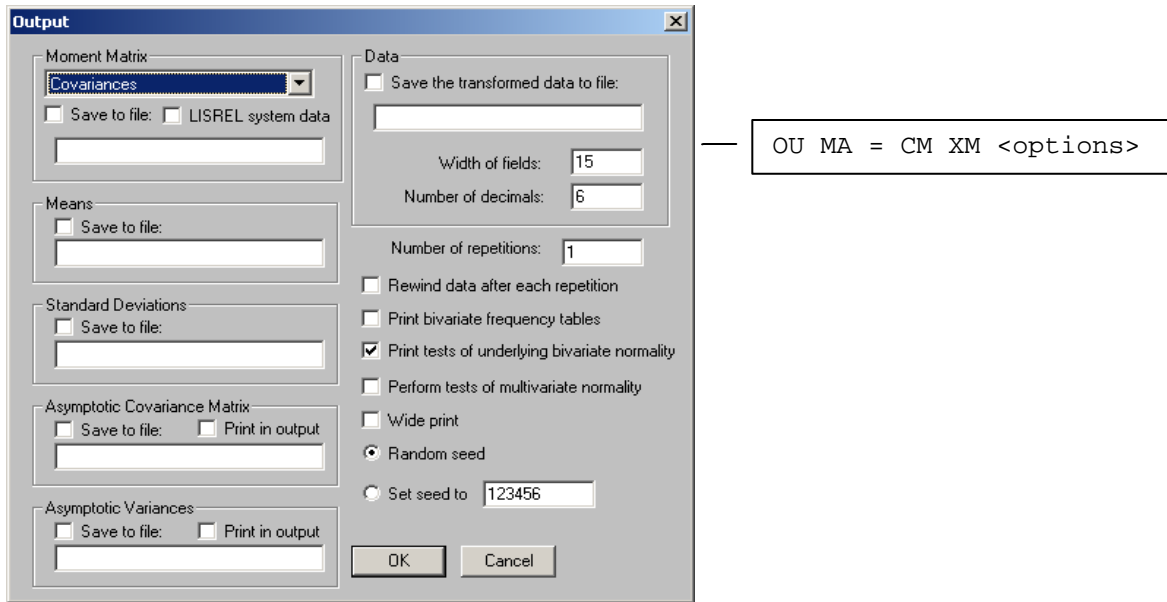 Output
Moment Matrix
Covariances
Save to file: LISREL system data
Means
Save to file:
Standard Deviations
Save to file:
Asymptotic Covariance Matrix
Save to file: Print in output
Asymptotic Variances
Save to file: Print in output
Data
Save the transformed data to file:
Width of fields: 15
Number of decimals: 6
Number of repetitions: 1
Rewind data after each repetition
Print bivariate frequency tables
Print tests of underlying bivariate normality
Perform tests of multivariate normality
Wide print
Random seed
Set seed to 123456
OK Cancel
OU MA = CM XM <options>